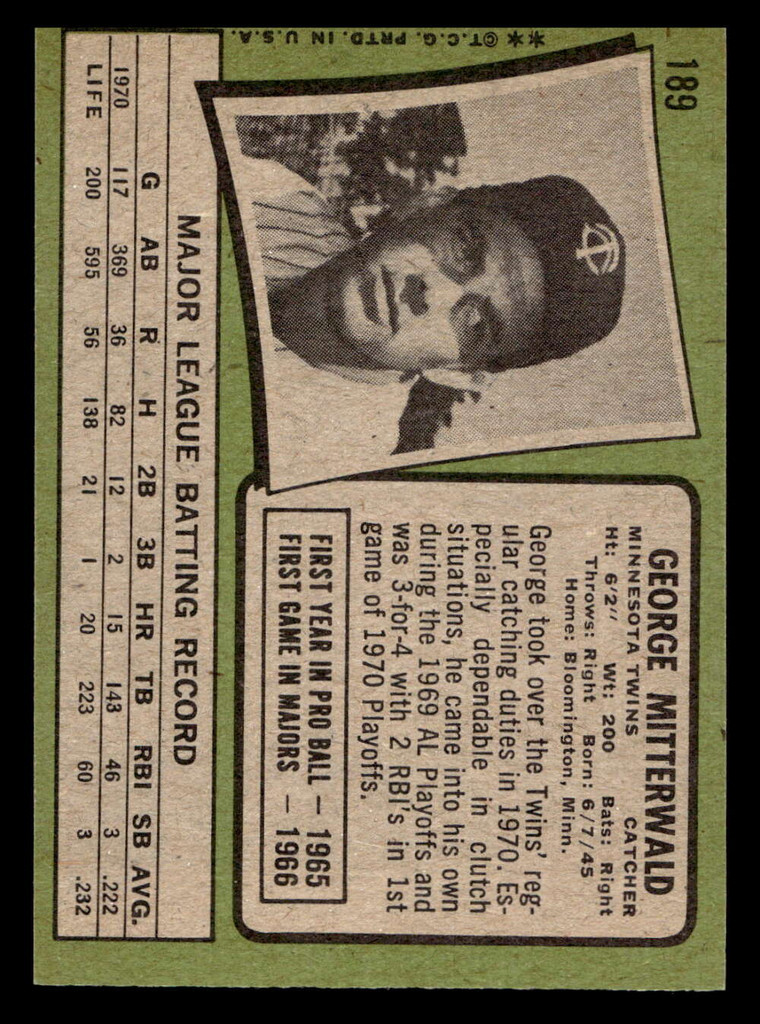 189
GEORGE MITTERWALD
MINNESOTA TWINS CATCHER
Ht: 6'2" Wt: 200 Bats: Right
Throws: Right Born: 6/7/45
Home: Bloomington, Minn.
George took over the Twins' reg-
ular catching duties in 1970. Es-
pecially dependable in clutch
situations, he came into his own
during the 1969 AL Playoffs and
was 3-for-4 with 2 RBI's in 1st
game of 1970 Playoffs.
FIRST YEAR IN PRO BALL — 1965
FIRST GAME IN MAJORS — 1966
MAJOR LEAGUE BATTING RECORD
G AB R H 2B 3B HR TB RBI SB AVG.
1970 117 369 36 82 12 2 15 143 46 3 .222
LIFE 200 595 56 138 21 1 20 223 60 3 .232
**©T.C.G. PRTD. IN U.S.A.
TC